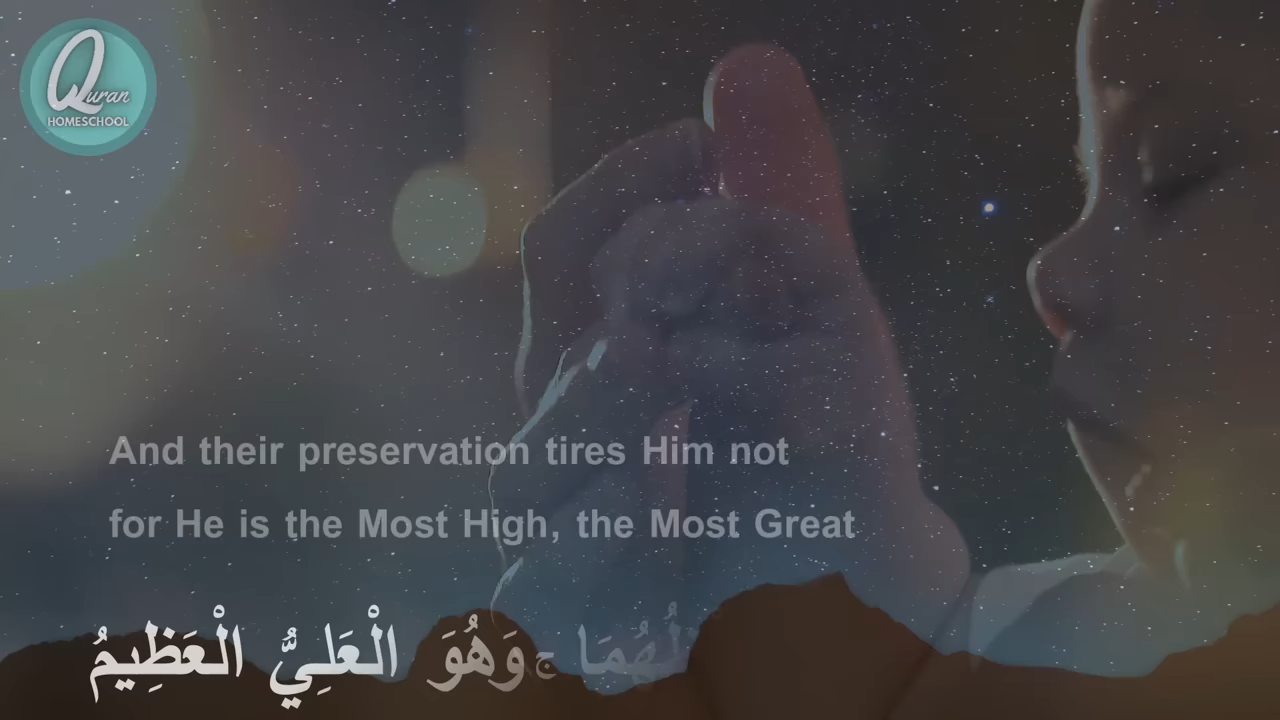 Quran
HOMESCHOOL
And their preservation tires Him not
for He is the Most High, the Most Great
ج وَهُوَ الْعَلِيُّ الْعَظِيمُ